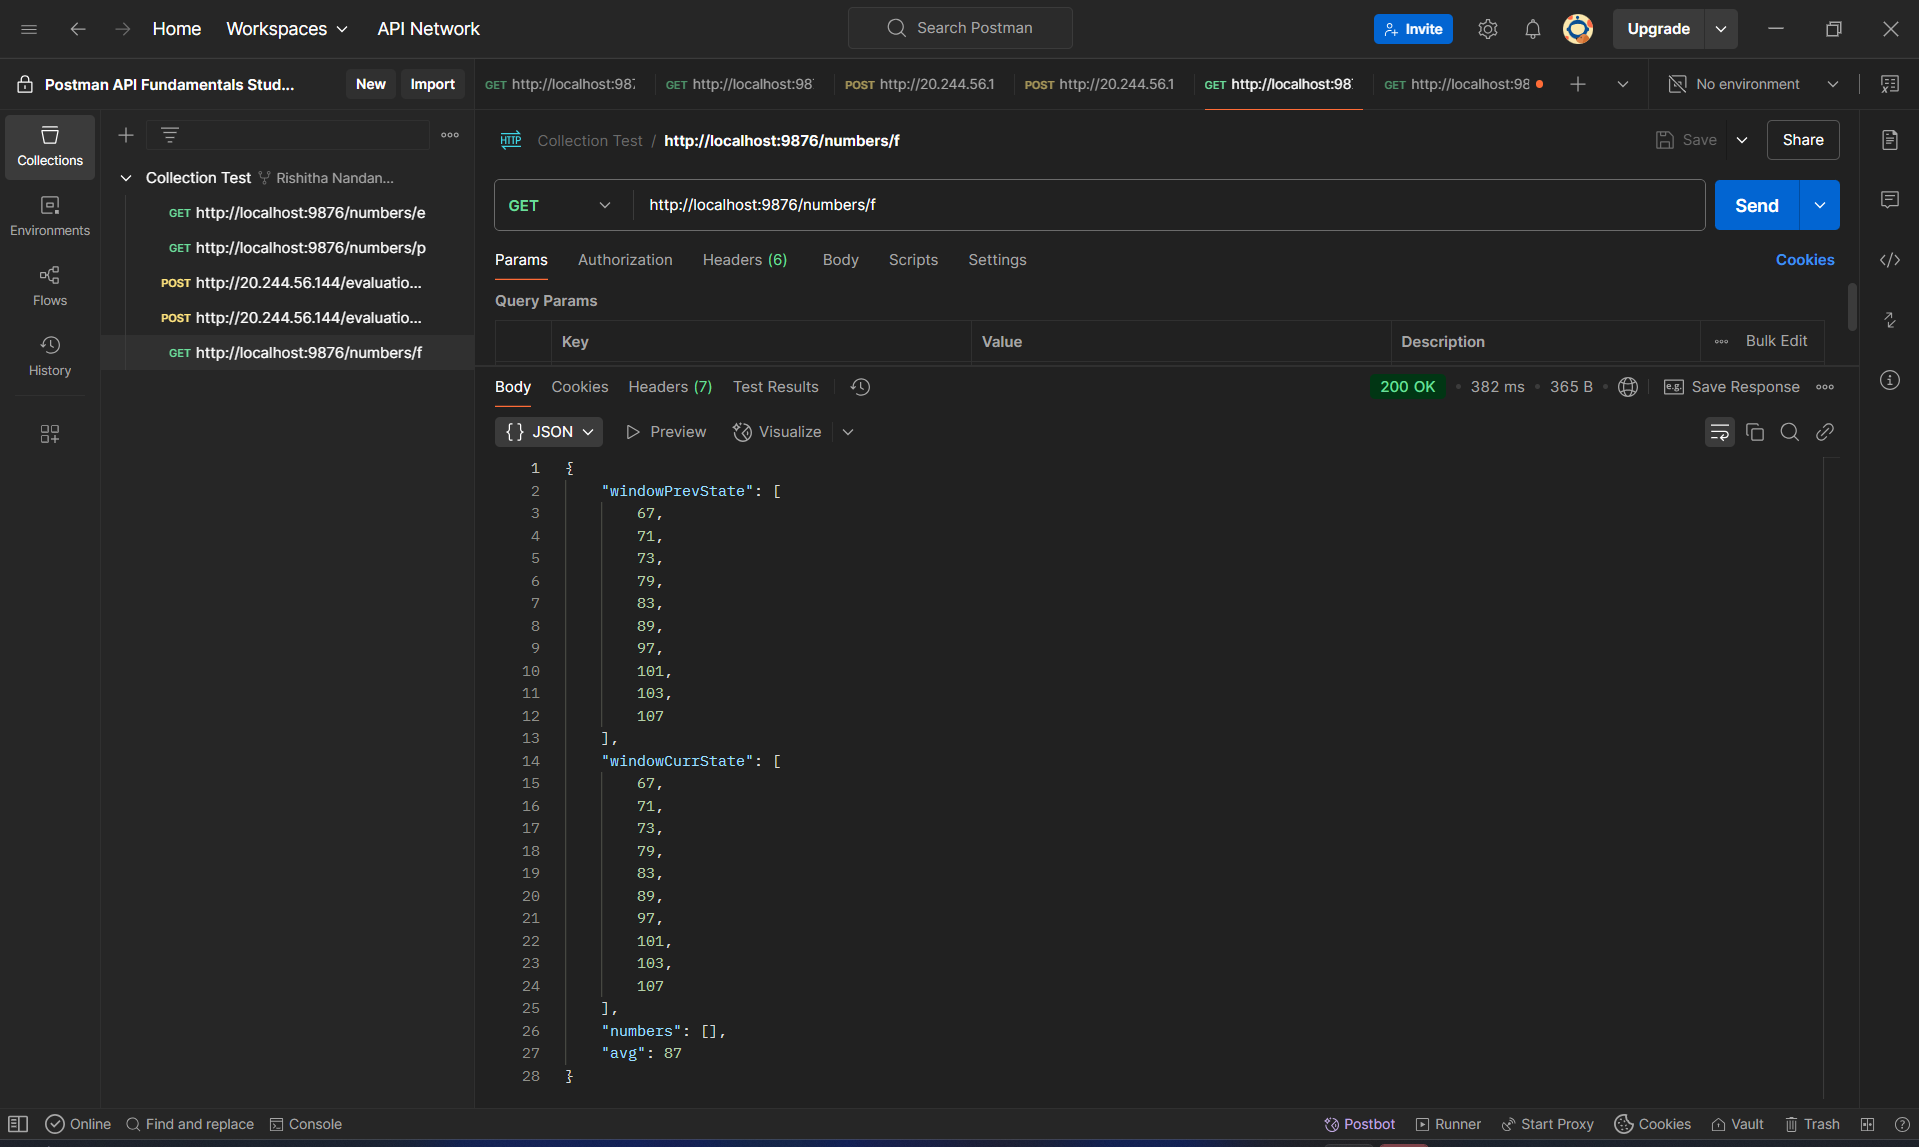 Home Workspaces API Network Search Postman Invite Upgrade
Postman API Fundamentals Stud... New Import
GET http://localhost:987 GET http://localhost:98 POST http://20.244.56.1 POST http://20.244.56.1 GET http://localhost:98 GET http://localhost:98 No environment
Collections
Environments
Flows
History
Collection Test Rishitha Nandan...
GET http://localhost:9876/numbers/e
GET http://localhost:9876/numbers/p
POST http://20.244.56.144/evaluatio...
POST http://20.244.56.144/evaluatio...
GET http://localhost:9876/numbers/f
HTTP Collection Test / http://localhost:9876/numbers/f Save Share
GET http://localhost:9876/numbers/f Send
Params Authorization Headers (6) Body Scripts Settings Cookies
Query Params
Key Value Description Bulk Edit
Body Cookies Headers (7) Test Results 200 OK • 382 ms • 365 B • e.g. Save Response
{} JSON Preview Visualize
1 {
2 "windowPrevState": [
3 67,
4 71,
5 73,
6 79,
7 83,
8 89,
9 97,
10 101,
11 103,
12 107
13 ],
14 "windowCurrState": [
15 67,
16 71,
17 73,
18 79,
19 83,
20 89,
21 97,
22 101,
23 103,
24 107
25 ],
26 "numbers": [],
27 "avg": 87
28 }
Online Find and replace Console Postbot Runner Start Proxy Cookies Vault Trash